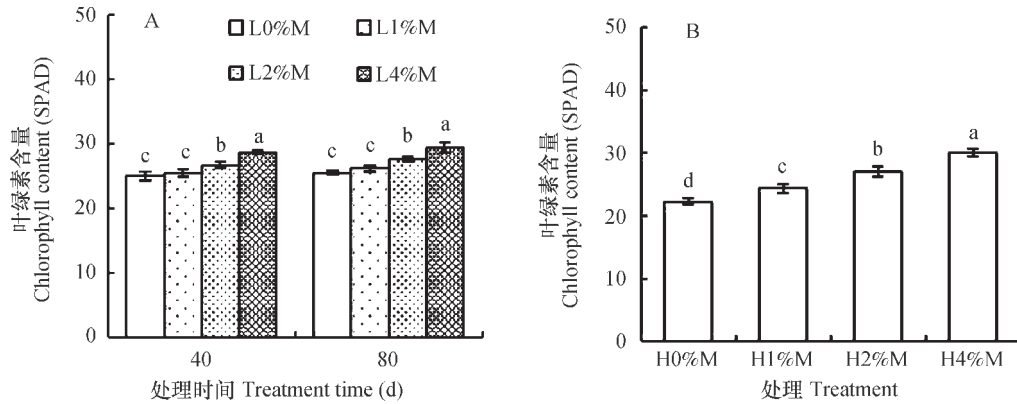 A
L0%M
L1%M
L2%M
L4%M
50
40
30
20
10
0
c
c
b
a
c
c
b
a
40
80
叶绿素含量
Chlorophyll content (SPAD)
处理时间 Treatment time (d)
B
50
40
30
20
10
0
d
c
b
a
H0%M
H1%M
H2%M
H4%M
叶绿素含量
Chlorophyll content (SPAD)
处理 Treatment